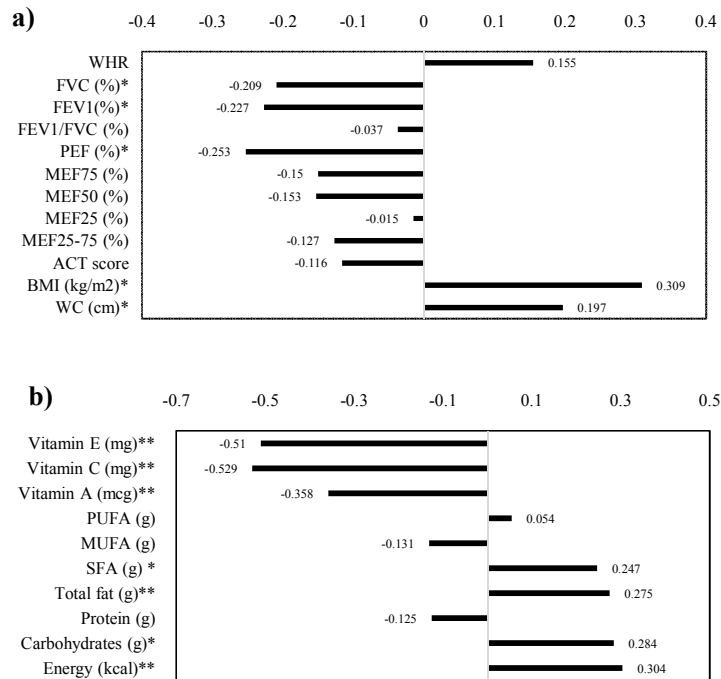 a)
-0.4 -0.3 -0.2 -0.1 0 0.1 0.2 0.3 0.4
WHR 0.155
FVC (%)* -0.209
FEV1(%)* -0.227
FEV1/FVC (%) -0.037
PEF (%)* -0.253
MEF75 (%) -0.15
MEF50 (%) -0.153
MEF25 (%) -0.015
MEF25-75 (%) -0.127
ACT score -0.116
BMI (kg/m2)* 0.309
WC (cm)* 0.197
b)
-0.7 -0.5 -0.3 -0.1 0.1 0.3 0.5
Vitamin E (mg)** -0.51
Vitamin C (mg)** -0.529
Vitamin A (mcg)** -0.358
PUFA (g) 0.054
MUFA (g) -0.131
SFA (g) * 0.247
Total fat (g)** 0.275
Protein (g) -0.125
Carbohydrates (g)* 0.284
Energy (kcal)** 0.304